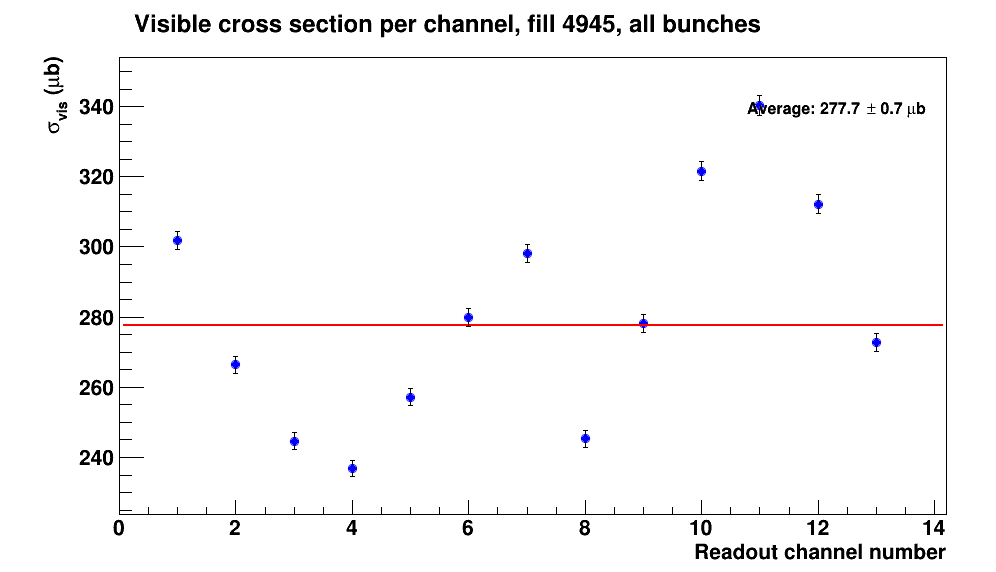 Visible cross section per channel, fill 4945, all bunches
σvis (μb)
340
320
300
280
260
240
Average: 277.7 ± 0.7 μb
0 2 4 6 8 10 12 14
Readout channel number